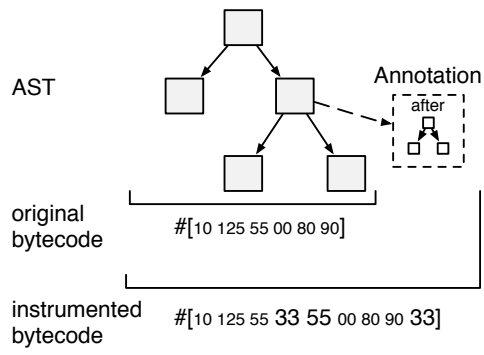 Annotation
AST
after
original
bytecode
#[10 125 55 00 80 90]
instrumented
bytecode
#[10 125 55 33 55 00 80 90 33]